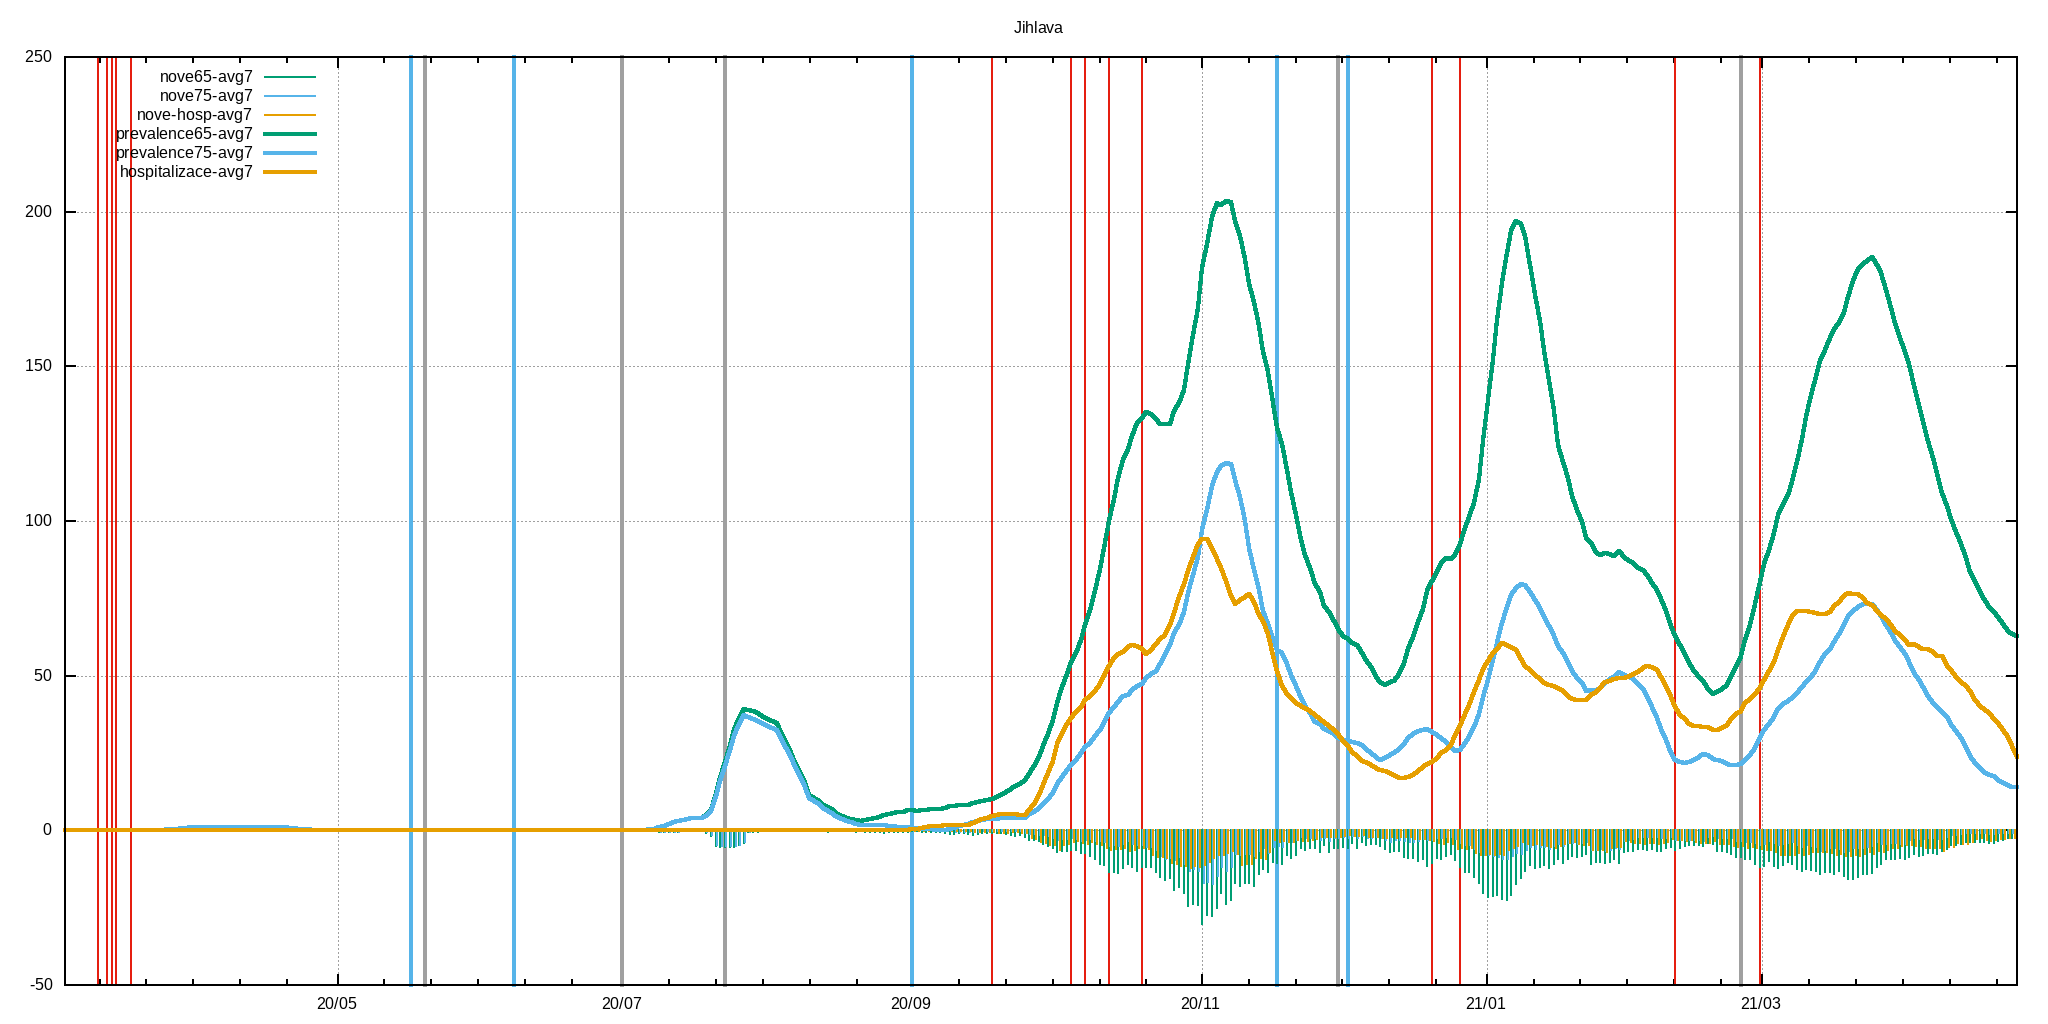 Jihlava
250
200
150
100
50
0
-50
nove65-avg7
nove75-avg7
nove-hosp-avg7
prevalence65-avg7
prevalence75-avg7
hospitalizace-avg7
20/05 20/07 20/09 20/11 21/01 21/03